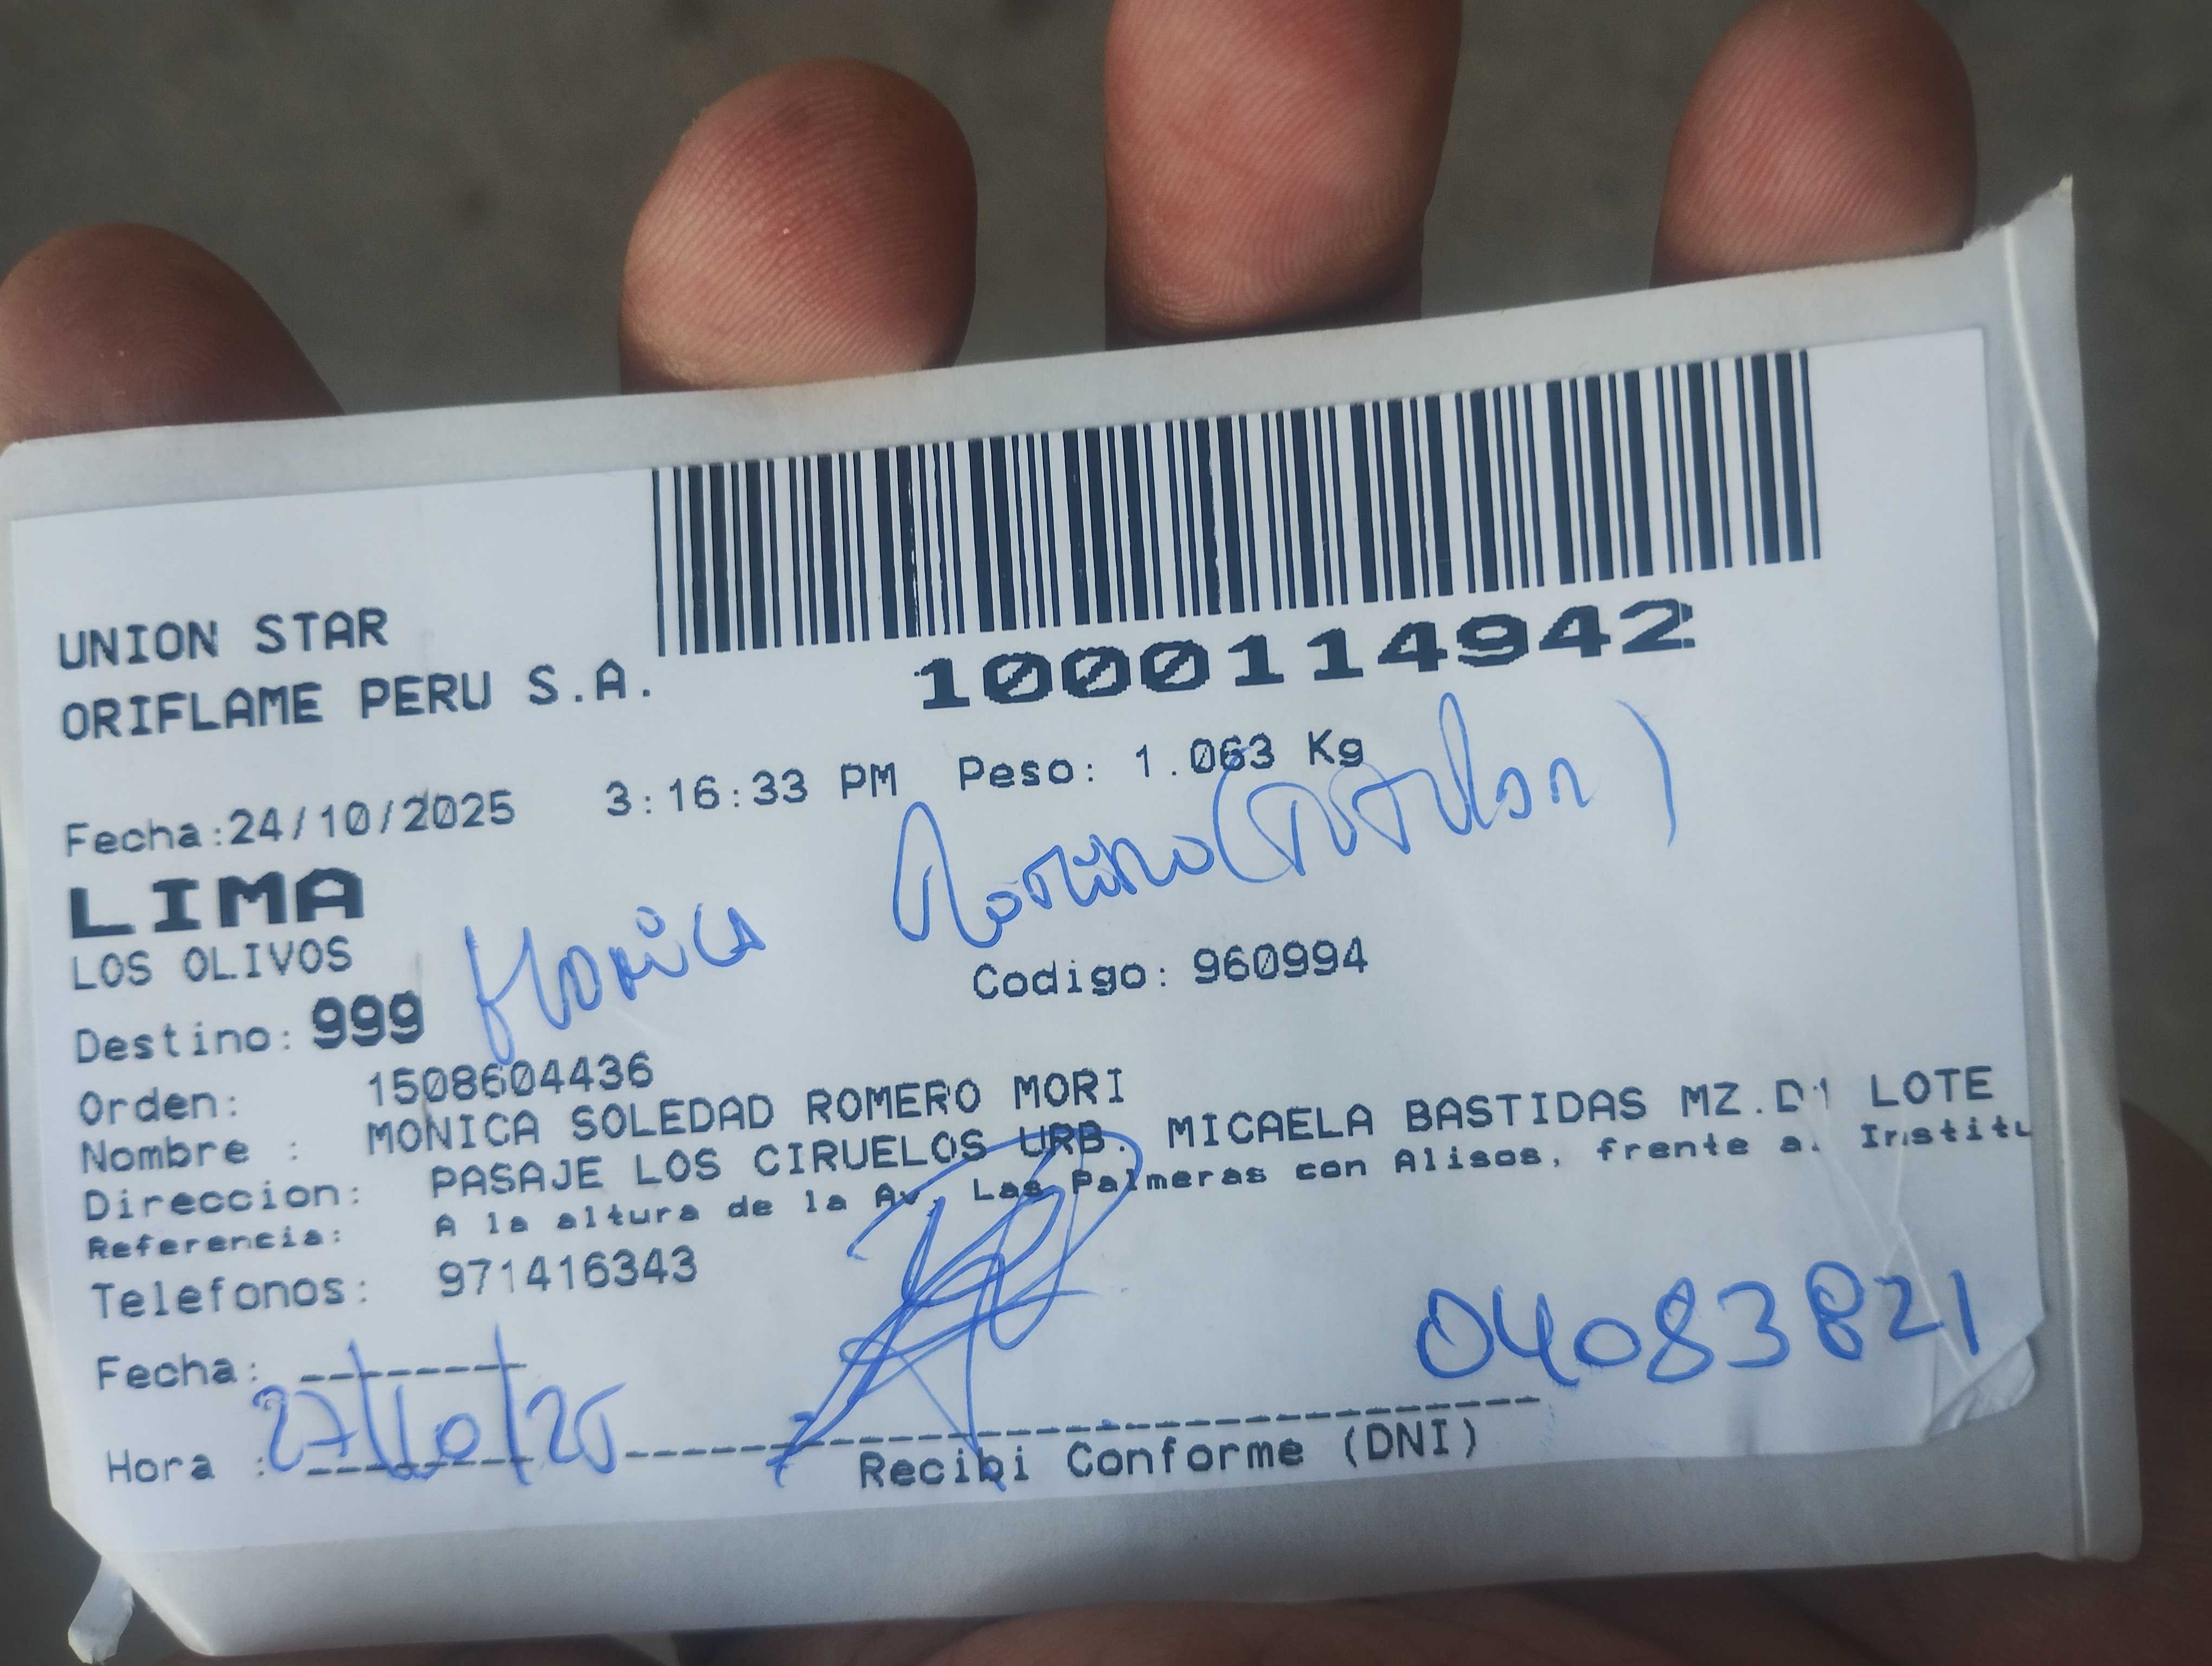 UNION STAR
ORIFLAME PERU S.A.
1000114942
Fecha:24/10/2025 3:16:33 PM Peso: 1.063 Kg
LIMA
LOS OLIVOS
Monica
Destino: 999 Codigo: 960994
Orden: 1508604436
Nombre : MONICA SOLEDAD ROMERO MORI
Direccion: PASAJE LOS CIRUELOS URB. MICAELA BASTIDAS MZ.D1 LOTE
Referencia: A la altura de la Av. Las Palmeras con Alisos, frente al Institu
Telefonos: 971416343
04083821
Fecha:
27/10/25
Hora :
Recibi Conforme (DNI)